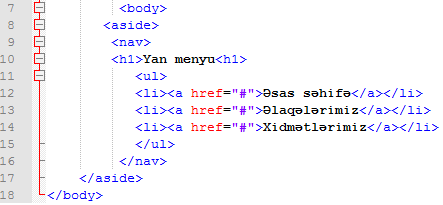 7 <body>
8 <aside>
9 <nav>
10 <h1>Yan menyu<h1>
11 <ul>
12 <li><a href="#">Əsas səhifə</a></li>
13 <li><a href="#">Əlaqələrimiz</a></li>
14 <li><a href="#">Xidmətlərimiz</a></li>
15 </ul>
16 </nav>
17 </aside>
18 </body>